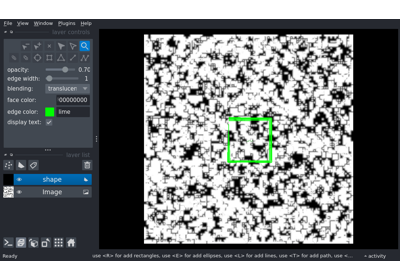 File View Window Plugins Help
layer controls
opacity: 0.70
edge width: 1
blending: translucen
face color: 00000000
edge color: lime
display text:
layer list
shape
Image
Ready
use <R> for add rectangles, use <E> for add ellipses, use <L> for add lines, use <T> for add path, use <...
activity